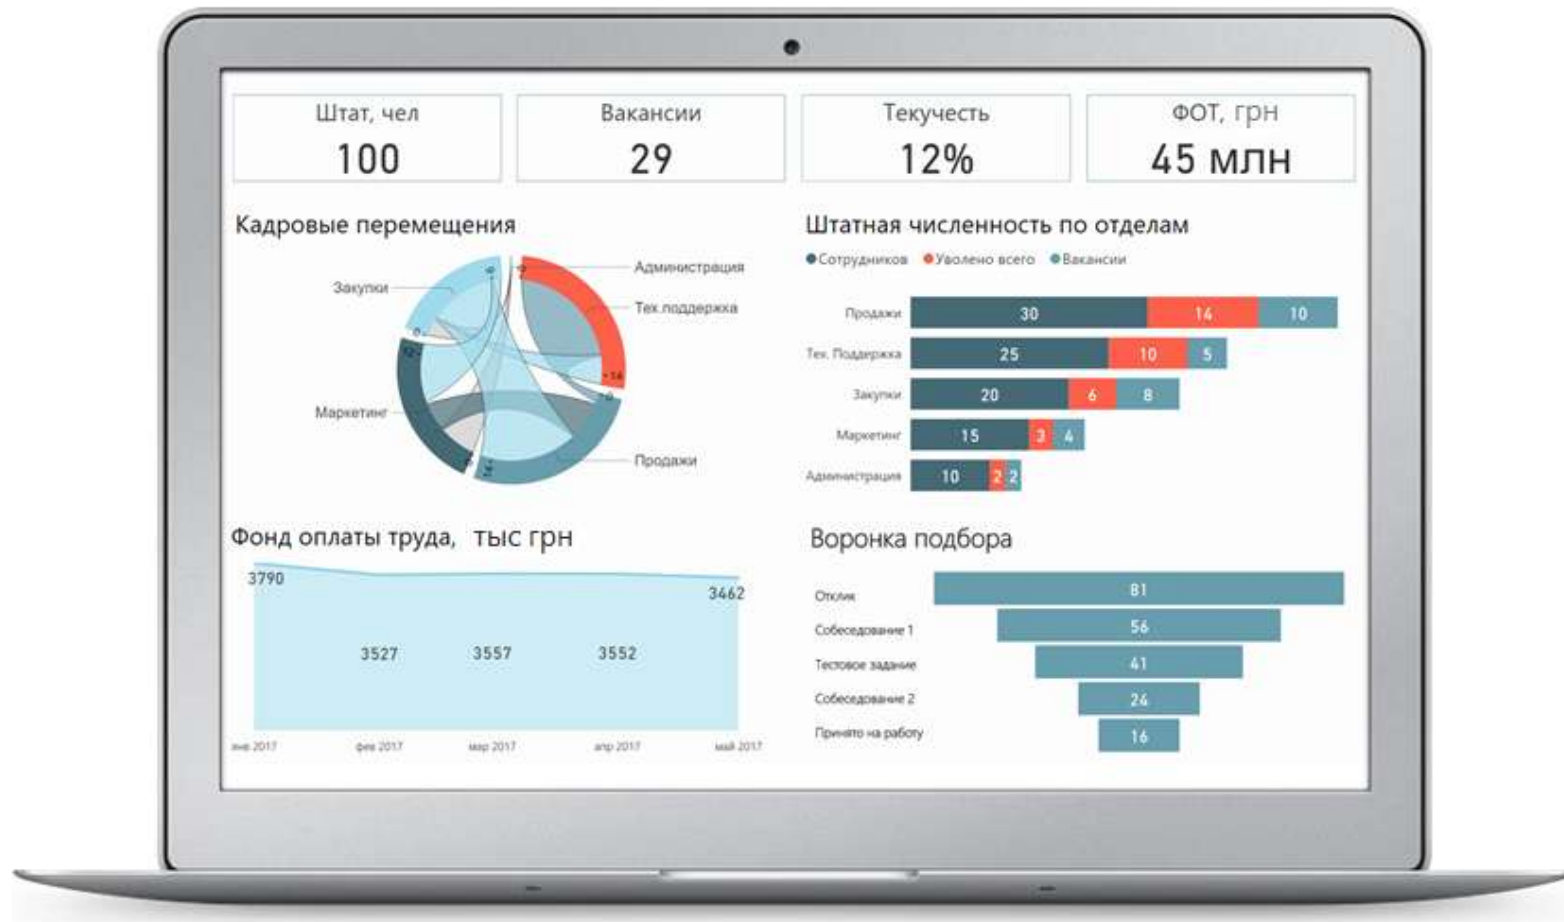 Штат, чел
100
Вакансии
29
Текучесть
12%
ФОТ, грн
45 млн
Кадровые перемещения
Администрация
Тех.поддержка
Закупки
Маркетинг
Продажи
16
Штатная численность по отделам
Сотрудников Уволено всего Вакансии
Продажи 30 14 10
Тех. Поддержка 25 10 5
Закупки 20 6 8
Маркетинг 15 3 4
Администрация 10 2 2
Фонд оплаты труда, тыс грн
3790
3462
3527 3557 3552
янв 2017 фев 2017 мар 2017 апр 2017 май 2017
Воронка подбора
Отклик 81
Собеседование 1 56
Тестовое задание 41
Собеседование 2 24
Принято на работу 16